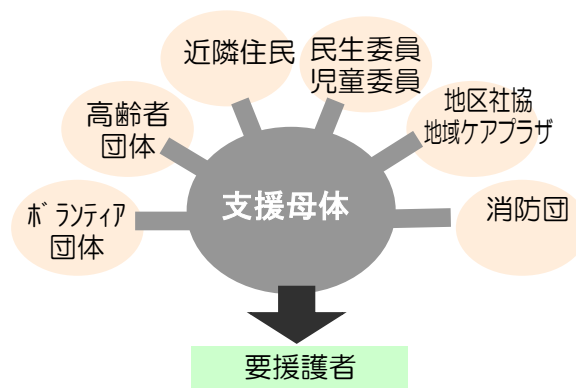 近隣住民
民生委員
児童委員
高齢者
団体
地区社協
地域ケアプラザ
ボランティア
団体
支援母体
消防団
要援護者